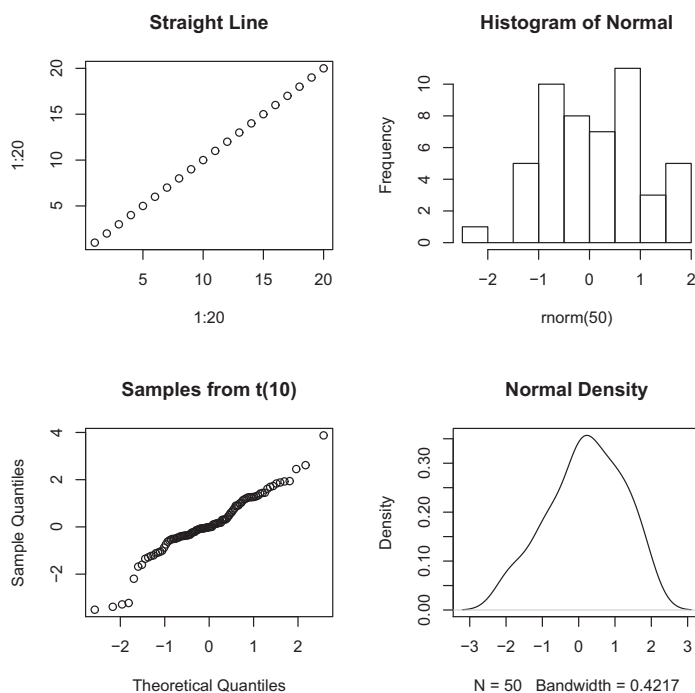 Straight Line
1:20
20
15
10
5
5 10 15 20
1:20
Histogram of Normal
Frequency
10
8
6
4
2
0
−2 −1 0 1 2
rnorm(50)
Samples from t(10)
Sample Quantiles
4
2
0
−2
−2 −1 0 1 2
Theoretical Quantiles
Normal Density
Density
0.30
0.20
0.10
0.00
−3 −2 −1 0 1 2 3
N = 50 Bandwidth = 0.4217